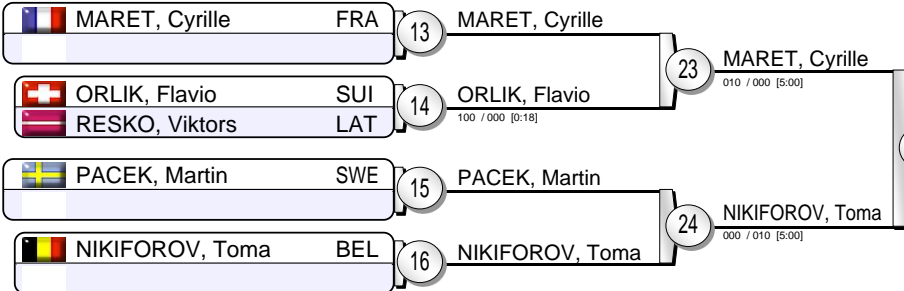 MARET, Cyrille FRA
13
MARET, Cyrille
23
MARET, Cyrille
010 / 000 [5:00]
ORLIK, Flavio SUI
RESKO, Viktors LAT
14
ORLIK, Flavio
100 / 000 [0:18]
PACEK, Martin SWE
15
PACEK, Martin
24
NIKIFOROV, Toma
000 / 010 [5:00]
NIKIFOROV, Toma BEL
16
NIKIFOROV, Toma